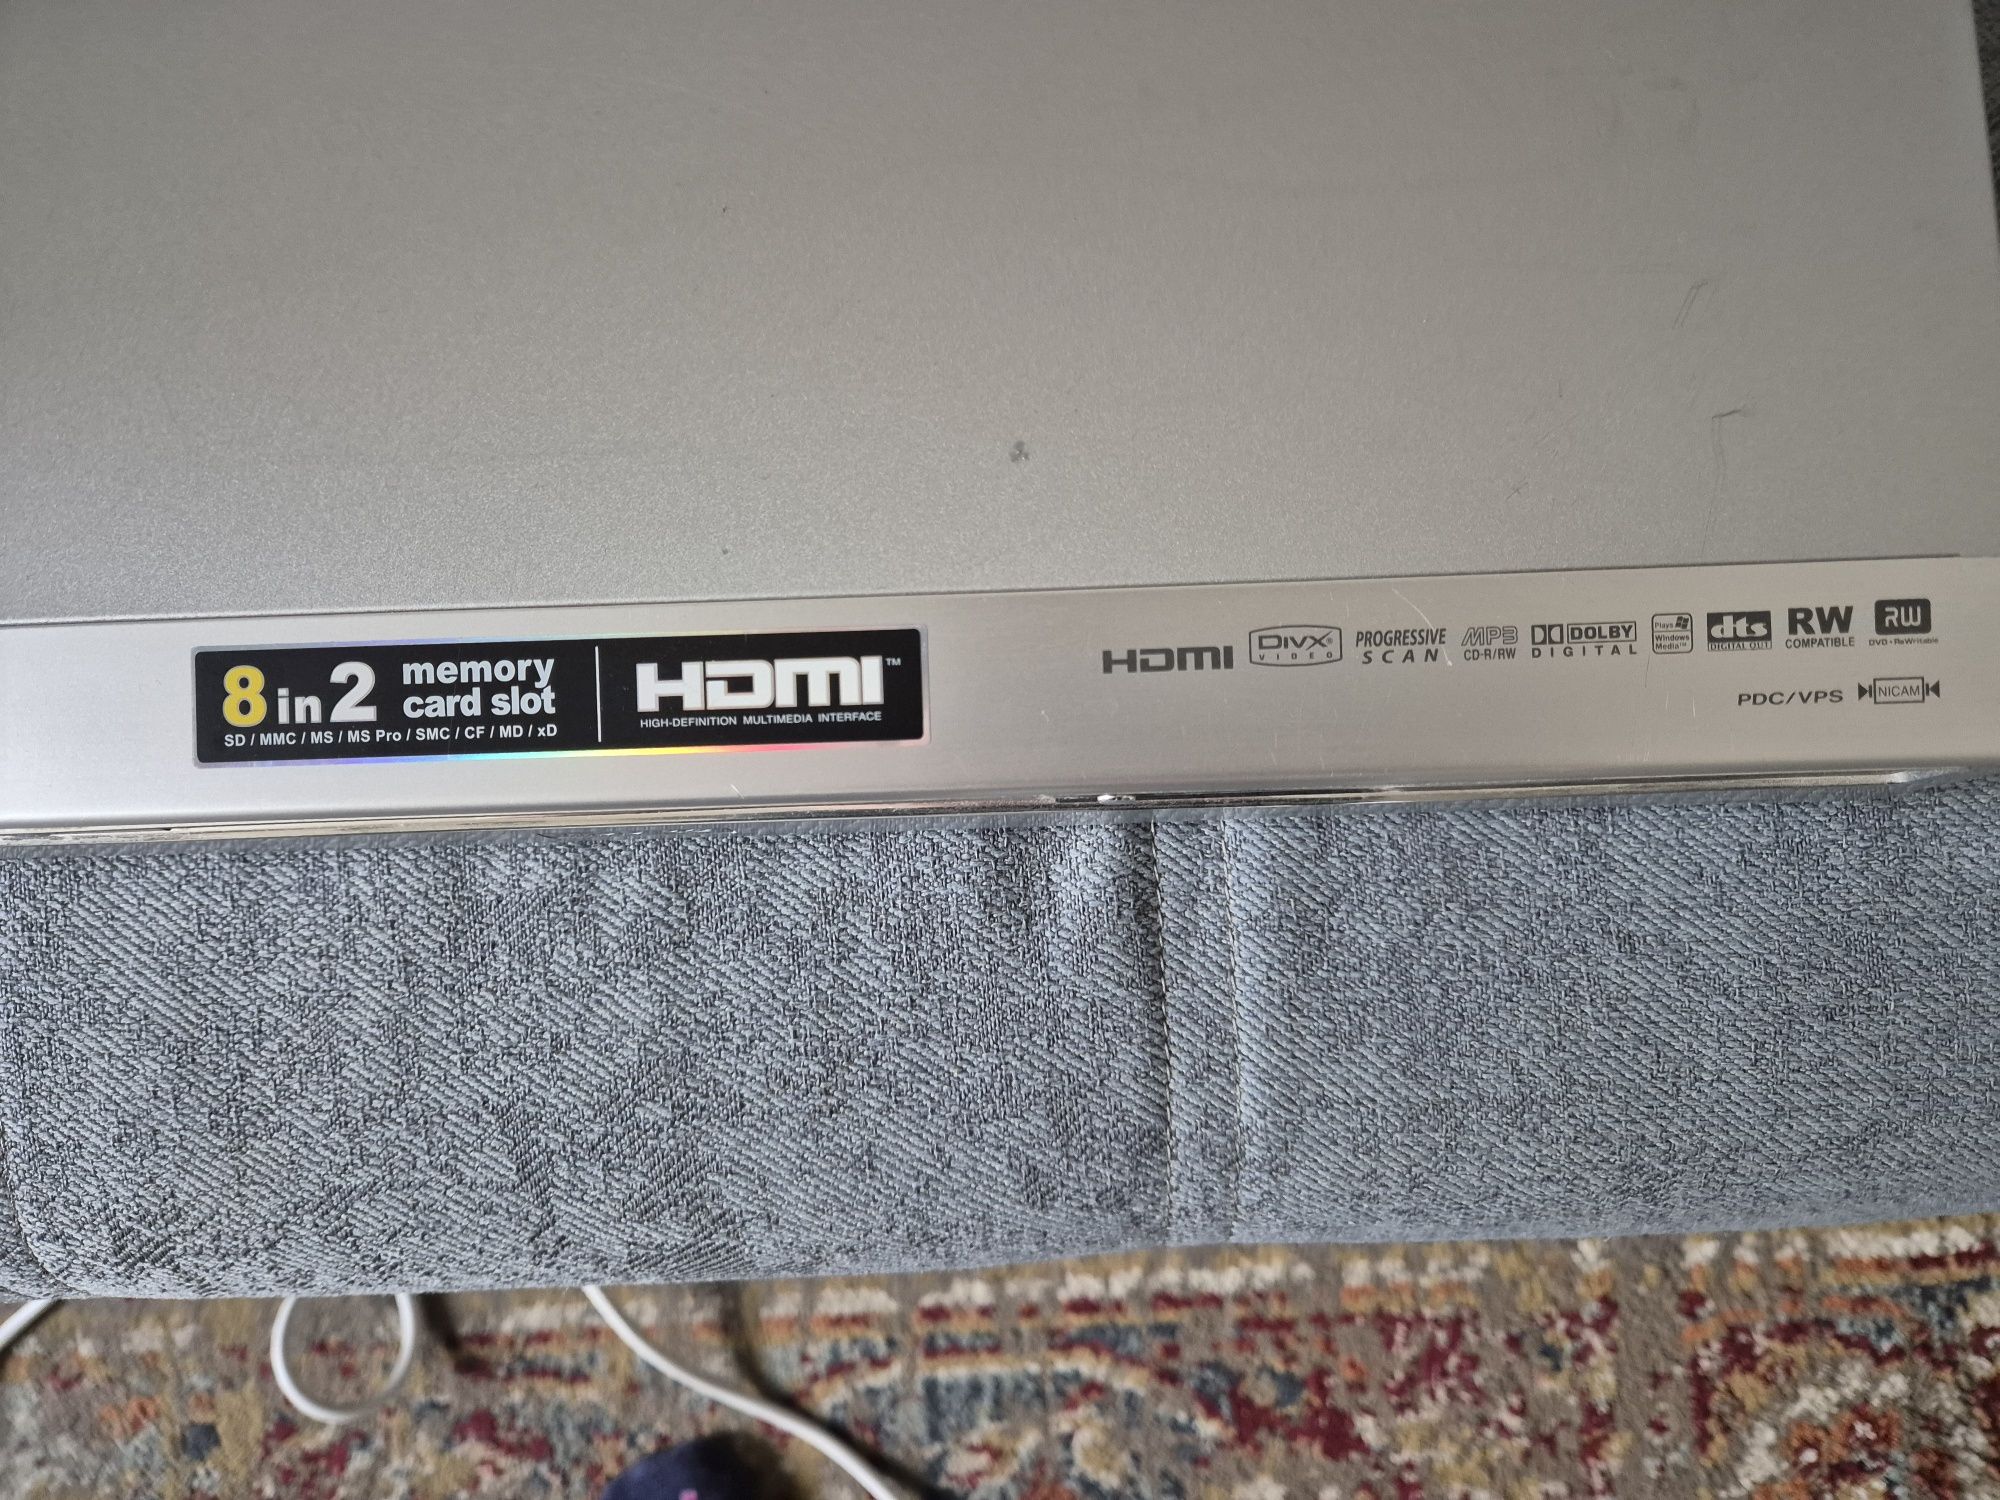 8 in 2 memory card slot
SD / MMC / MS / MS Pro / SMC / CF / MD / xD
HDMI™
HIGH-DEFINITION MULTIMEDIA INTERFACE
HDMI
DIVX®
VIDEO
PROGRESSIVE
SCAN
MP3
CD-R/RW
DOLBY
DIGITAL
Plays
Windows
Media™
dts
DIGITAL OUT
RW
COMPATIBLE
RW
DVD+ReWritable
PDC/VPS
NICAM